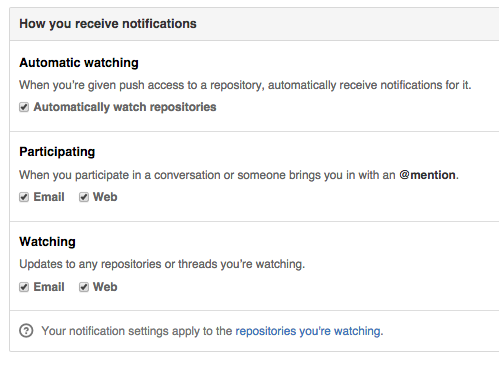 How you receive notifications
Automatic watching
When you're given push access to a repository, automatically receive notifications for it.
Automatically watch repositories
Participating
When you participate in a conversation or someone brings you in with an @mention.
Email Web
Watching
Updates to any repositories or threads you're watching.
Email Web
? Your notification settings apply to the repositories you're watching.